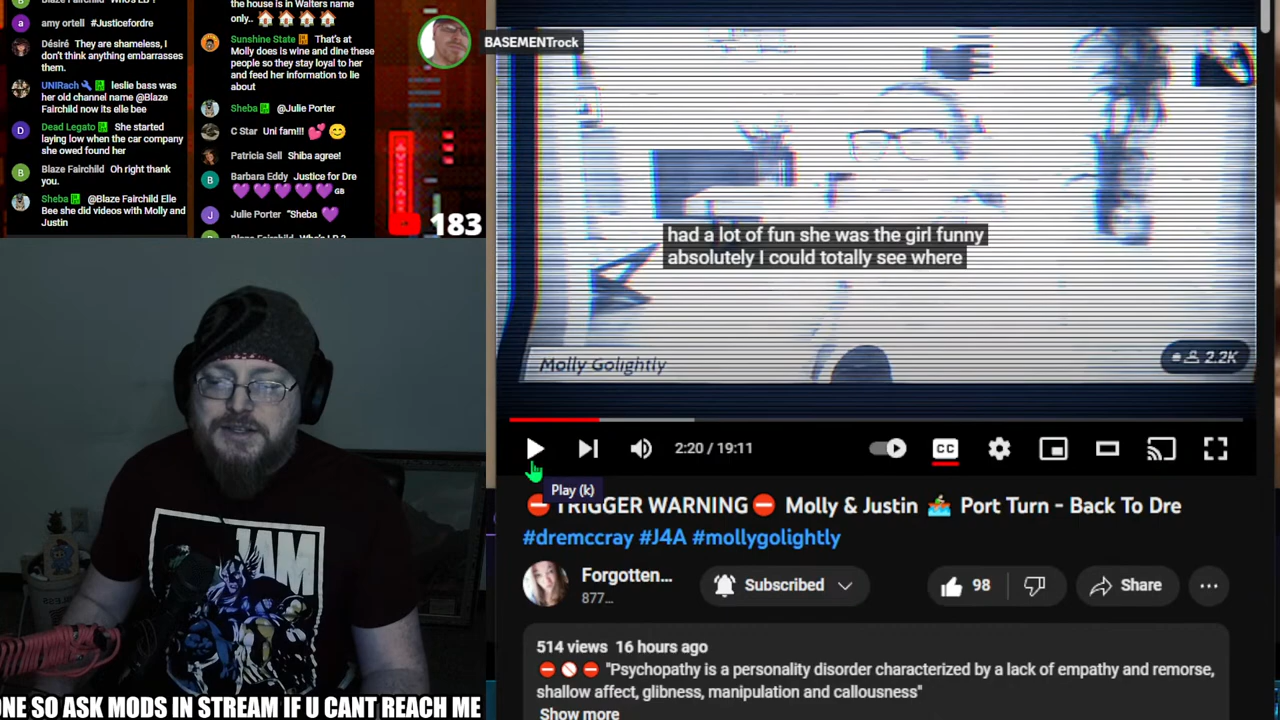 Blaze Fairchild
amy ortell #Justicefordre
Désiré They are shameless, I
don't think anything embarrasses
them.
UNIRach leslie bass was
her old channel name @Blaze
Fairchild now its elle bee
Dead Legato She started
laying low when the car company
she owed found her
Blaze Fairchild Oh right thank
you.
Sheba @Blaze Fairchild Elle
Bee she did videos with Molly and
Justin
the house is in Walters name
only..
Sunshine State That's at
Molly does is wine and dine these
people so they stay loyal to her
and feed her information to lie
about
Sheba @Julie Porter
C Star Uni fam!!!
Patricia Sell Shiba agree!
Barbara Eddy Justice for Dre
GB
Julie Porter "Sheba
183
BASEMENTrock
had a lot of fun she was the girl funny
absolutely I could totally see where
Molly Golightly
2.2K
2:20 / 19:11
CC
Play (k)
TRIGGER WARNING Molly & Justin Port Turn - Back To Dre
#dremccray #J4A #mollygolightly
Forgotten...
877...
Subscribed
98
Share
514 views 16 hours ago
"Psychopathy is a personality disorder characterized by a lack of empathy and remorse,
shallow affect, glibness, manipulation and callousness"
Show more
JAM
ONE SO ASK MODS IN STREAM IF U CANT REACH ME